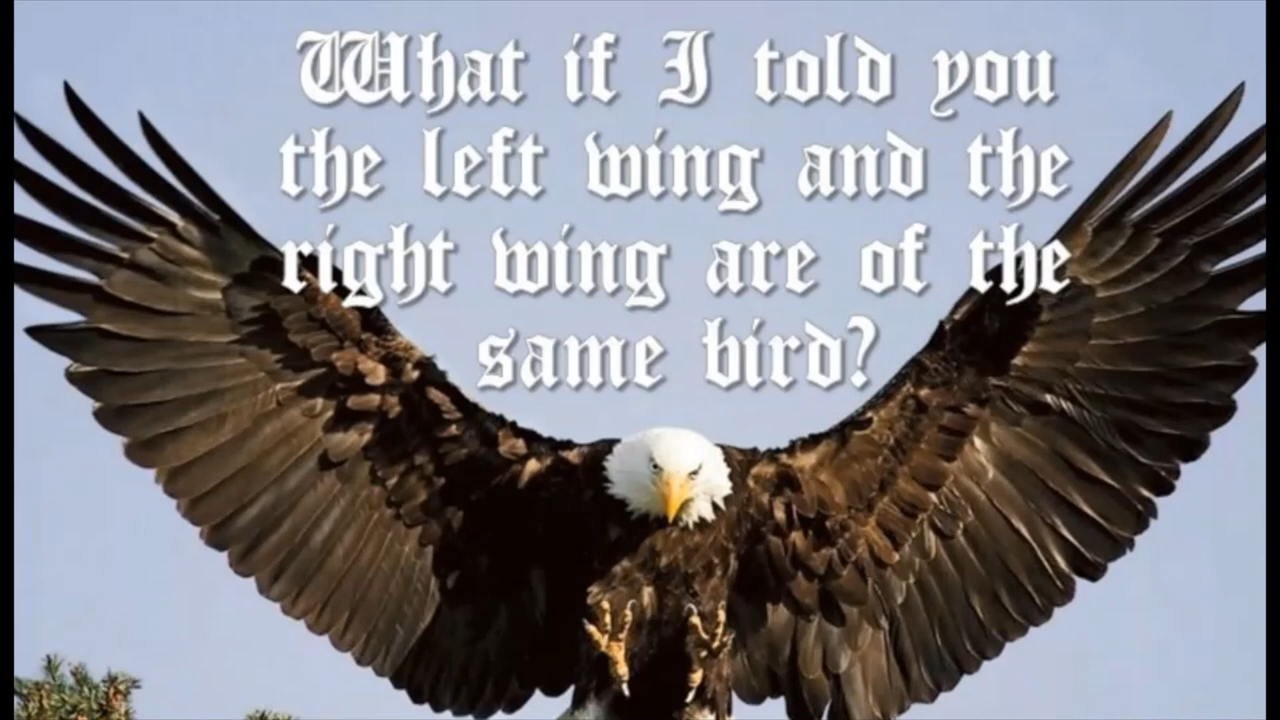 What if I told you
the left wing and the
right wing are of the
same bird?